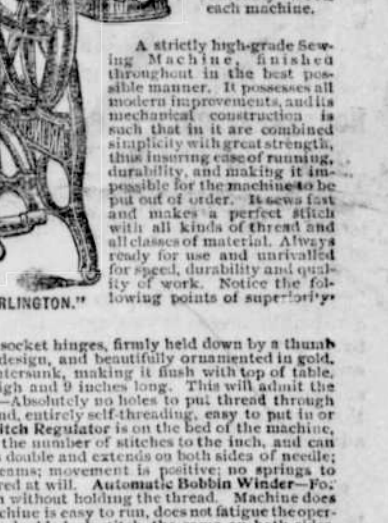 each machine.
A strictly high-grade Sew-
ing Machine, finished
throughout in the best pos-
sible manner. It possesses all
modern improvements, and its
mechanical construction is
such that in it are combined
simplicity with great strength,
thus insuring ease of running,
durability, and making it im-
possible for the machine to be
put out of order. It sews fast
and makes a perfect stitch
with all kinds of thread and
all classes of material. Always
ready for use and unrivalled
for speed, durability and qual-
ity of work. Notice the fol-
lowing points of superiority.
RLINGTON."
socket hinges, firmly held down by a thumb
design, and beautifully ornamented in gold.
tersunk, making it flush with top of table,
igh and 9 inches long. This will admit the
—Absolutely no holes to put thread through
nd, entirely self-threading, easy to put in or
itch Regulator is on the bed of the machine,
the number of stitches to the inch, and can
double and extends on both sides of needle;
eams; movement is positive; no springs to
red at will. Automatic Bobbin Winder—Fo.
n without holding the thread. Machine does
chine is easy to run, does not fatigue the oper-